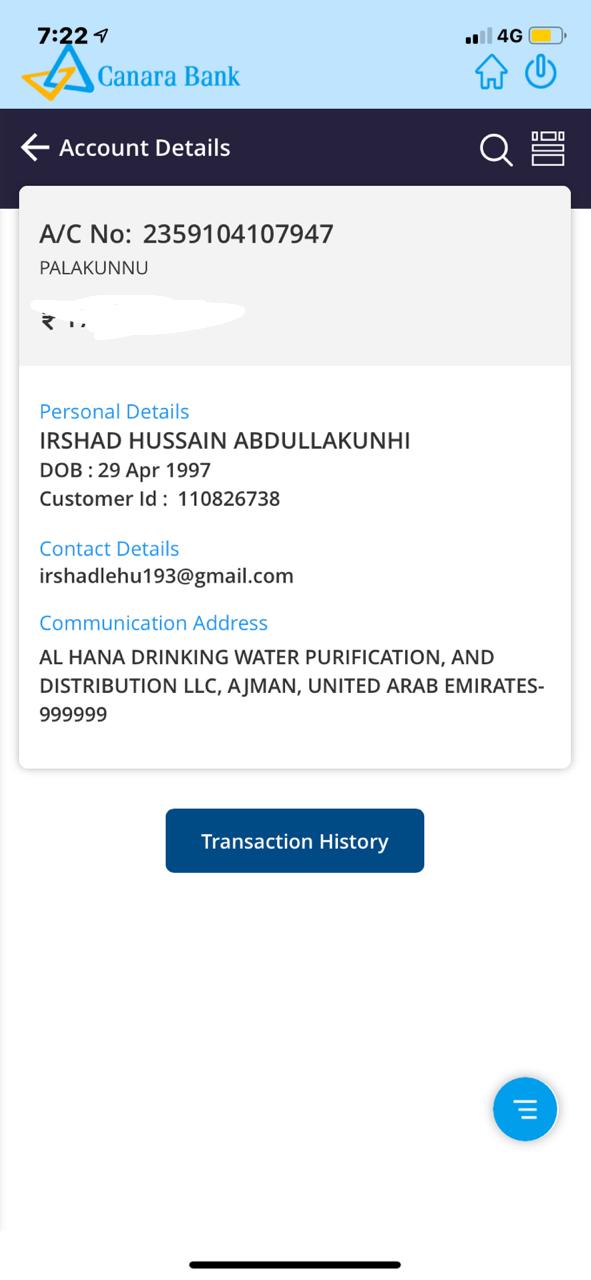 7:22
4G
Canara Bank
Account Details
A/C No: 2359104107947
PALAKUNNU
₹
Personal Details
IRSHAD HUSSAIN ABDULLAKUNHI
DOB : 29 Apr 1997
Customer Id : 110826738
Contact Details
irshadlehu193@gmail.com
Communication Address
AL HANA DRINKING WATER PURIFICATION, AND
DISTRIBUTION LLC, AJMAN, UNITED ARAB EMIRATES-
999999
Transaction History